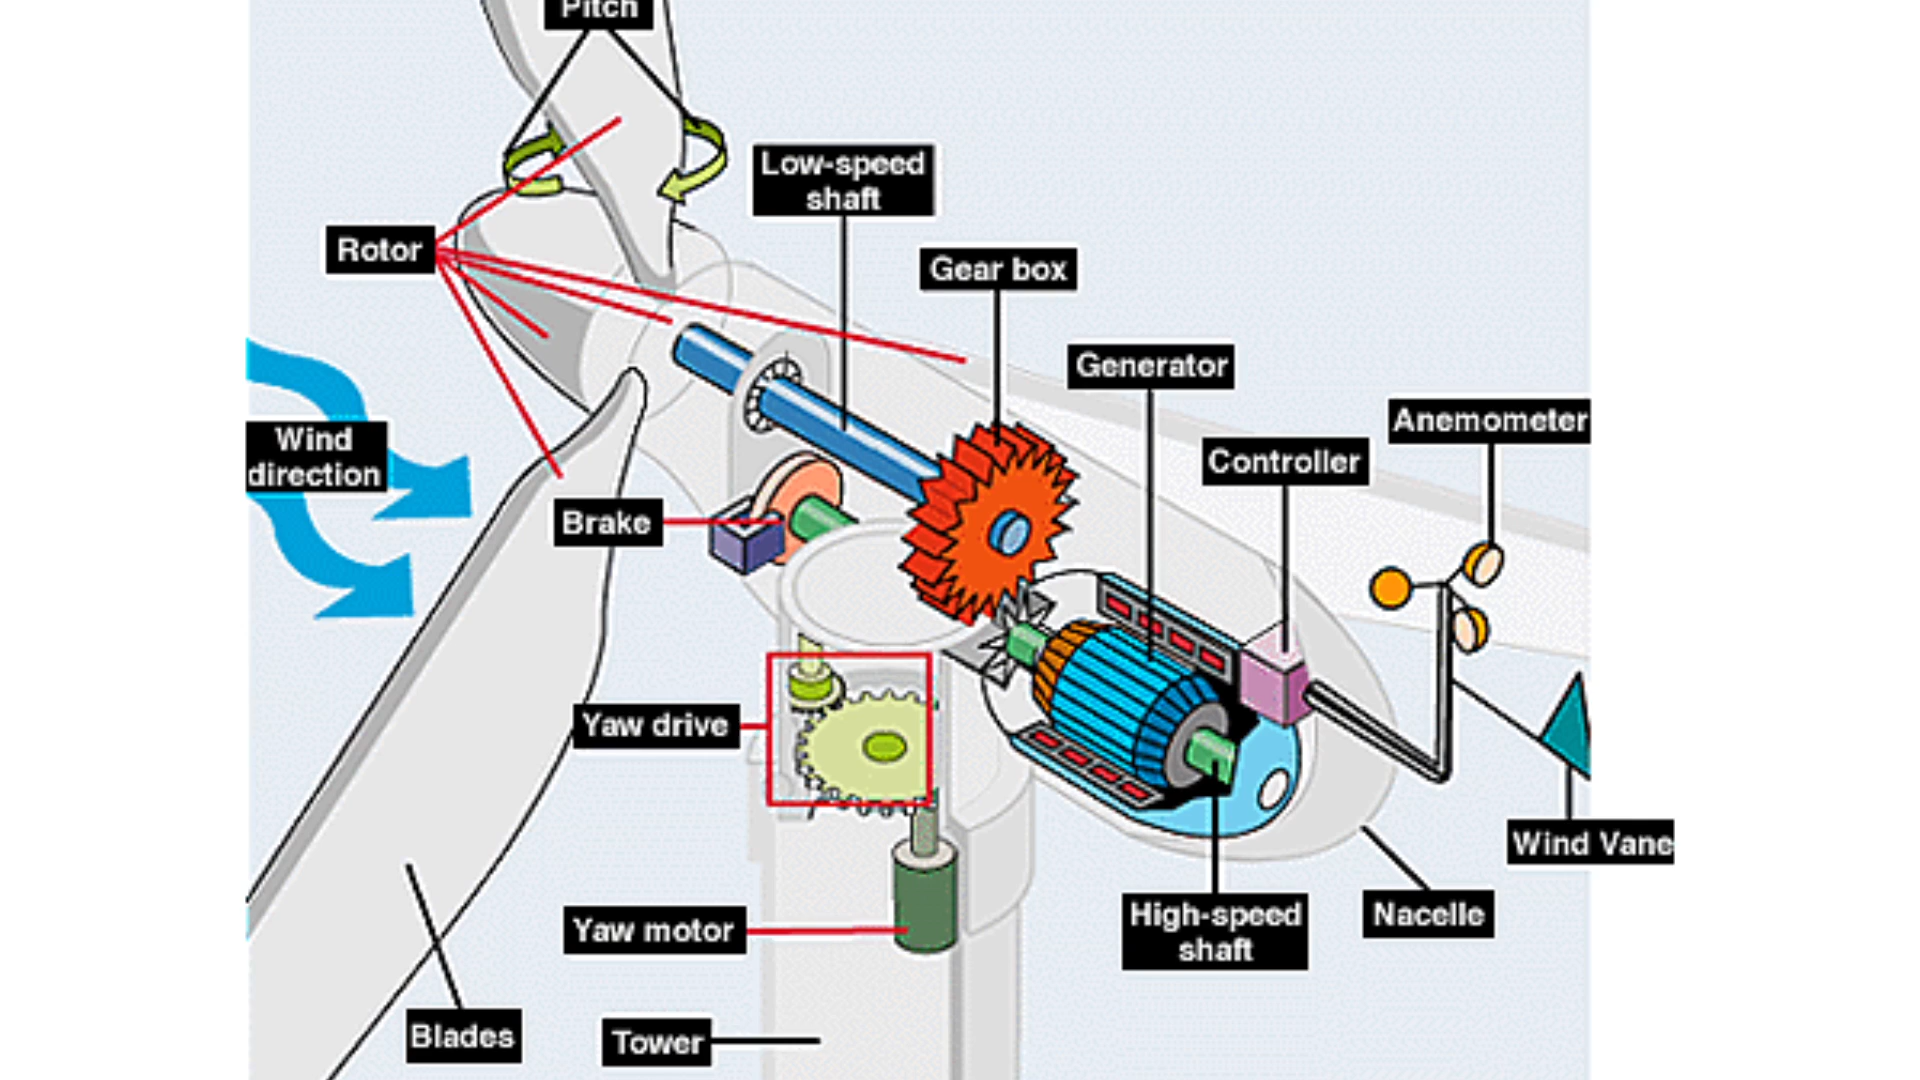 Pitch
Low-speed
shaft
Rotor
Gear box
Generator
Anemometer
Wind
direction
Controller
Brake
Yaw drive
Wind Vane
High-speed
shaft
Nacelle
Yaw motor
Blades
Tower